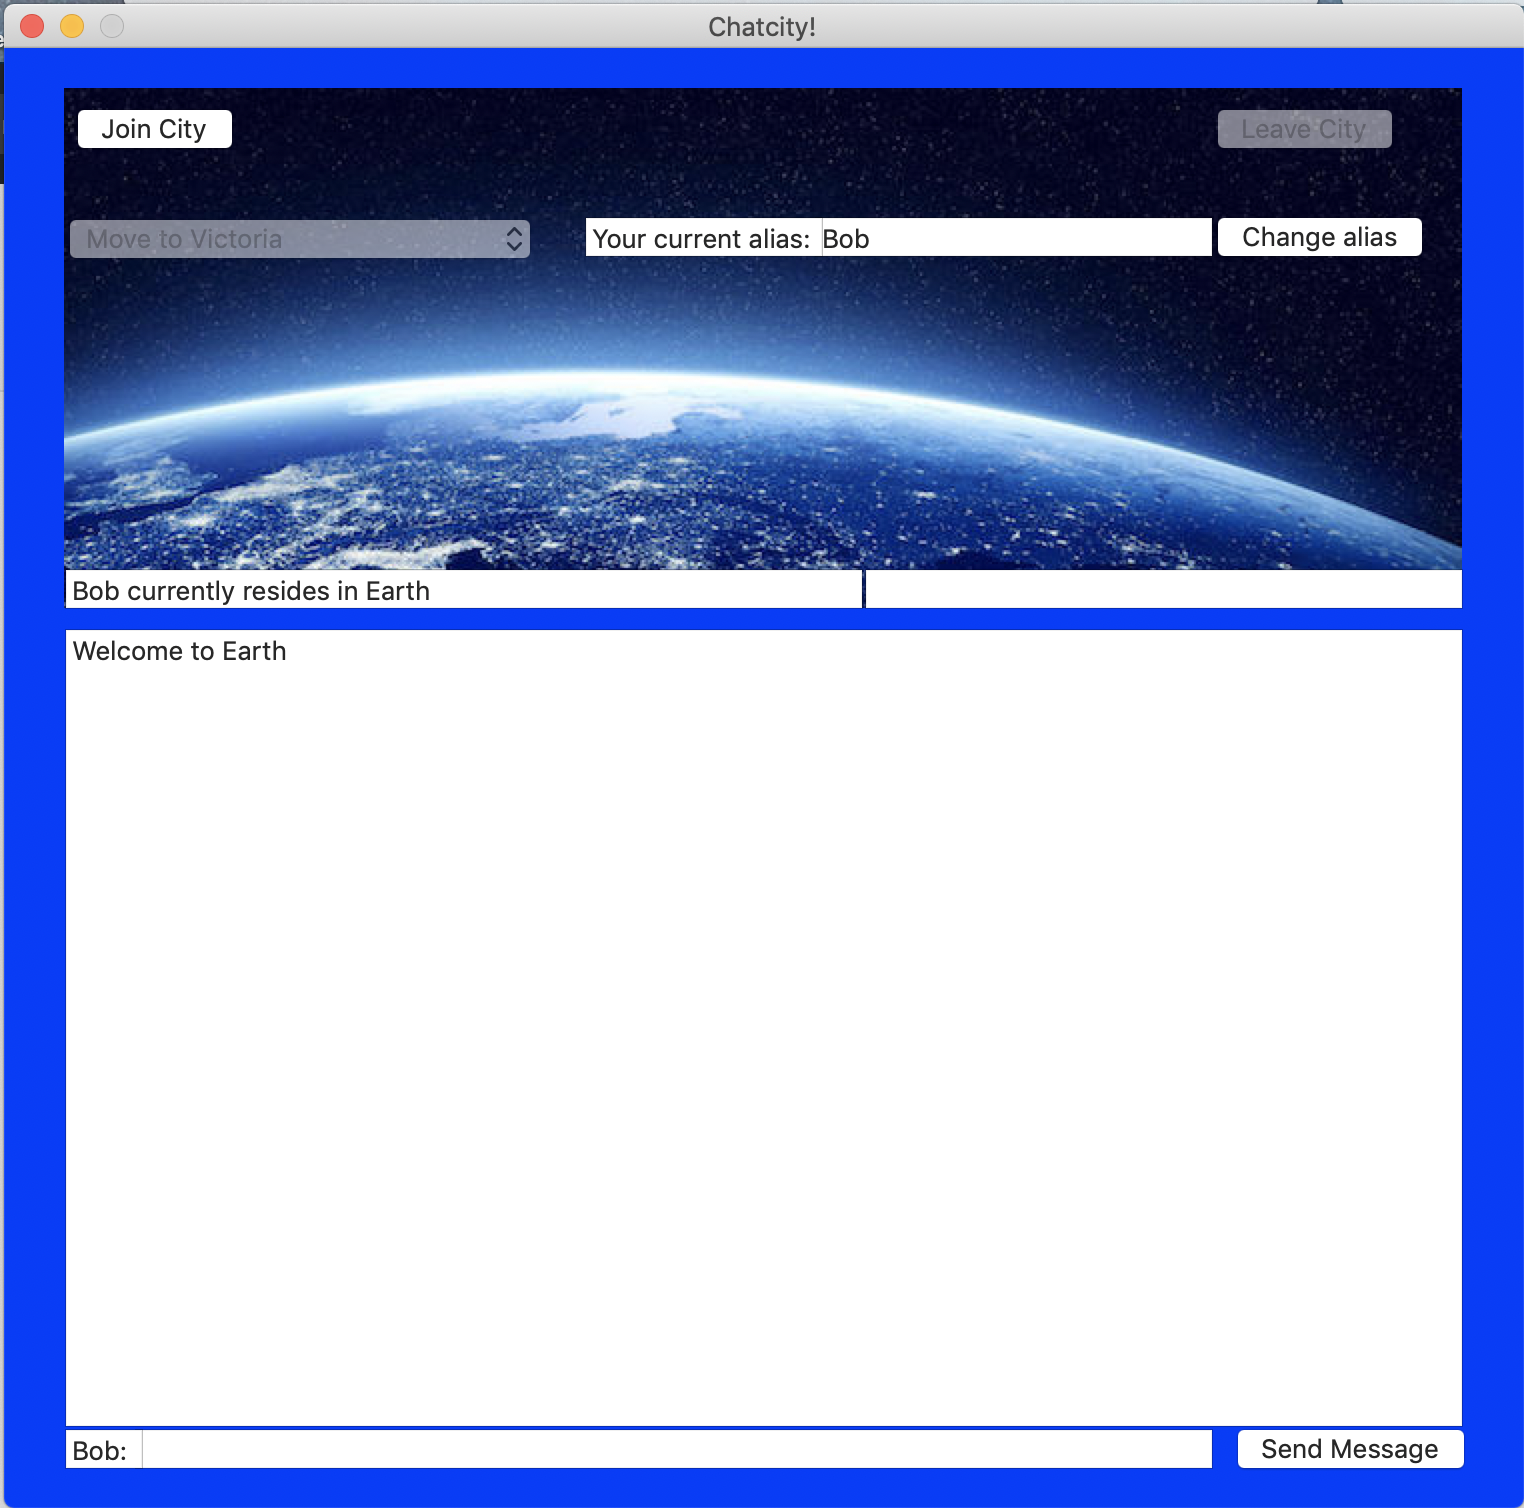 Chatcity!
Join City
Leave City
Move to Victoria
Your current alias: Bob
Change alias
Bob currently resides in Earth
Welcome to Earth
Bob:
Send Message